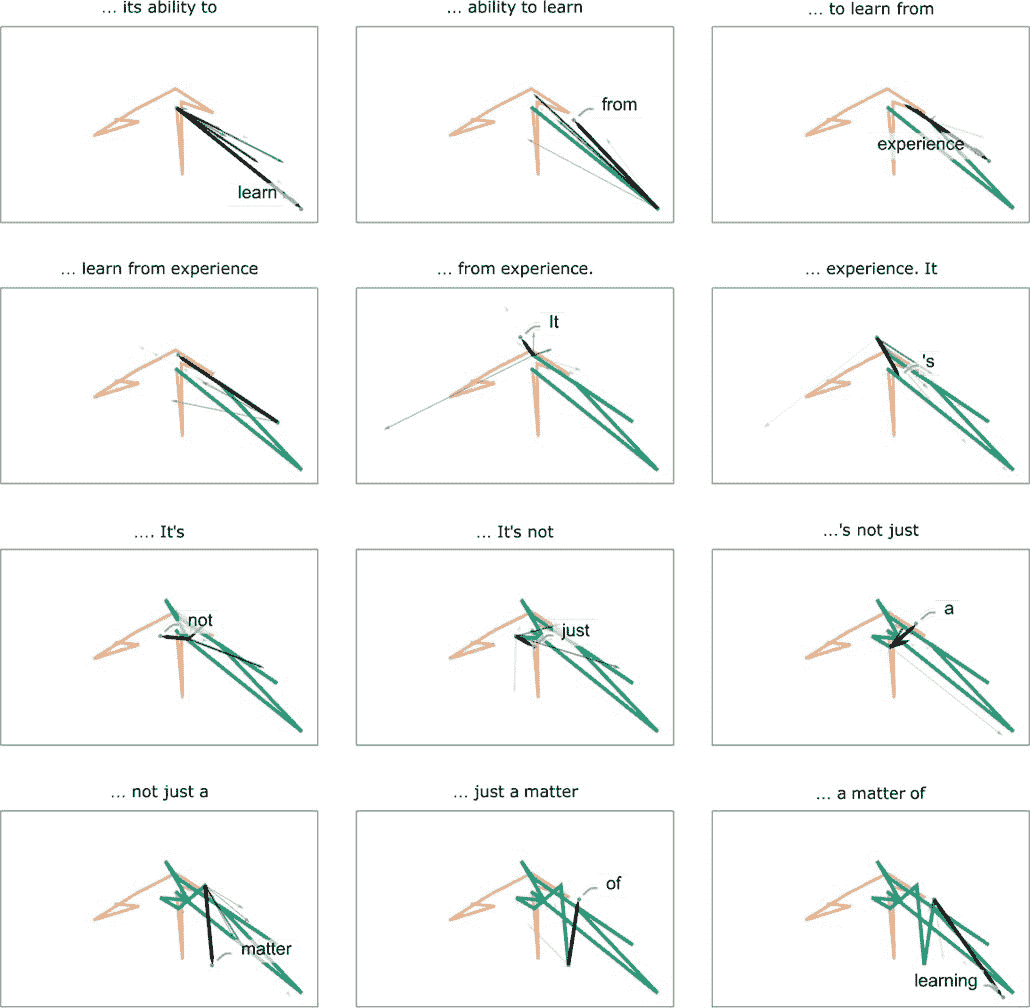 ... its ability to
... ability to learn
... to learn from
learn
from
experience
... learn from experience
... from experience.
... experience. It
It
's
.... It's
... It's not
...'s not just
not
just
a
... not just a
... just a matter
... a matter of
matter
of
learning